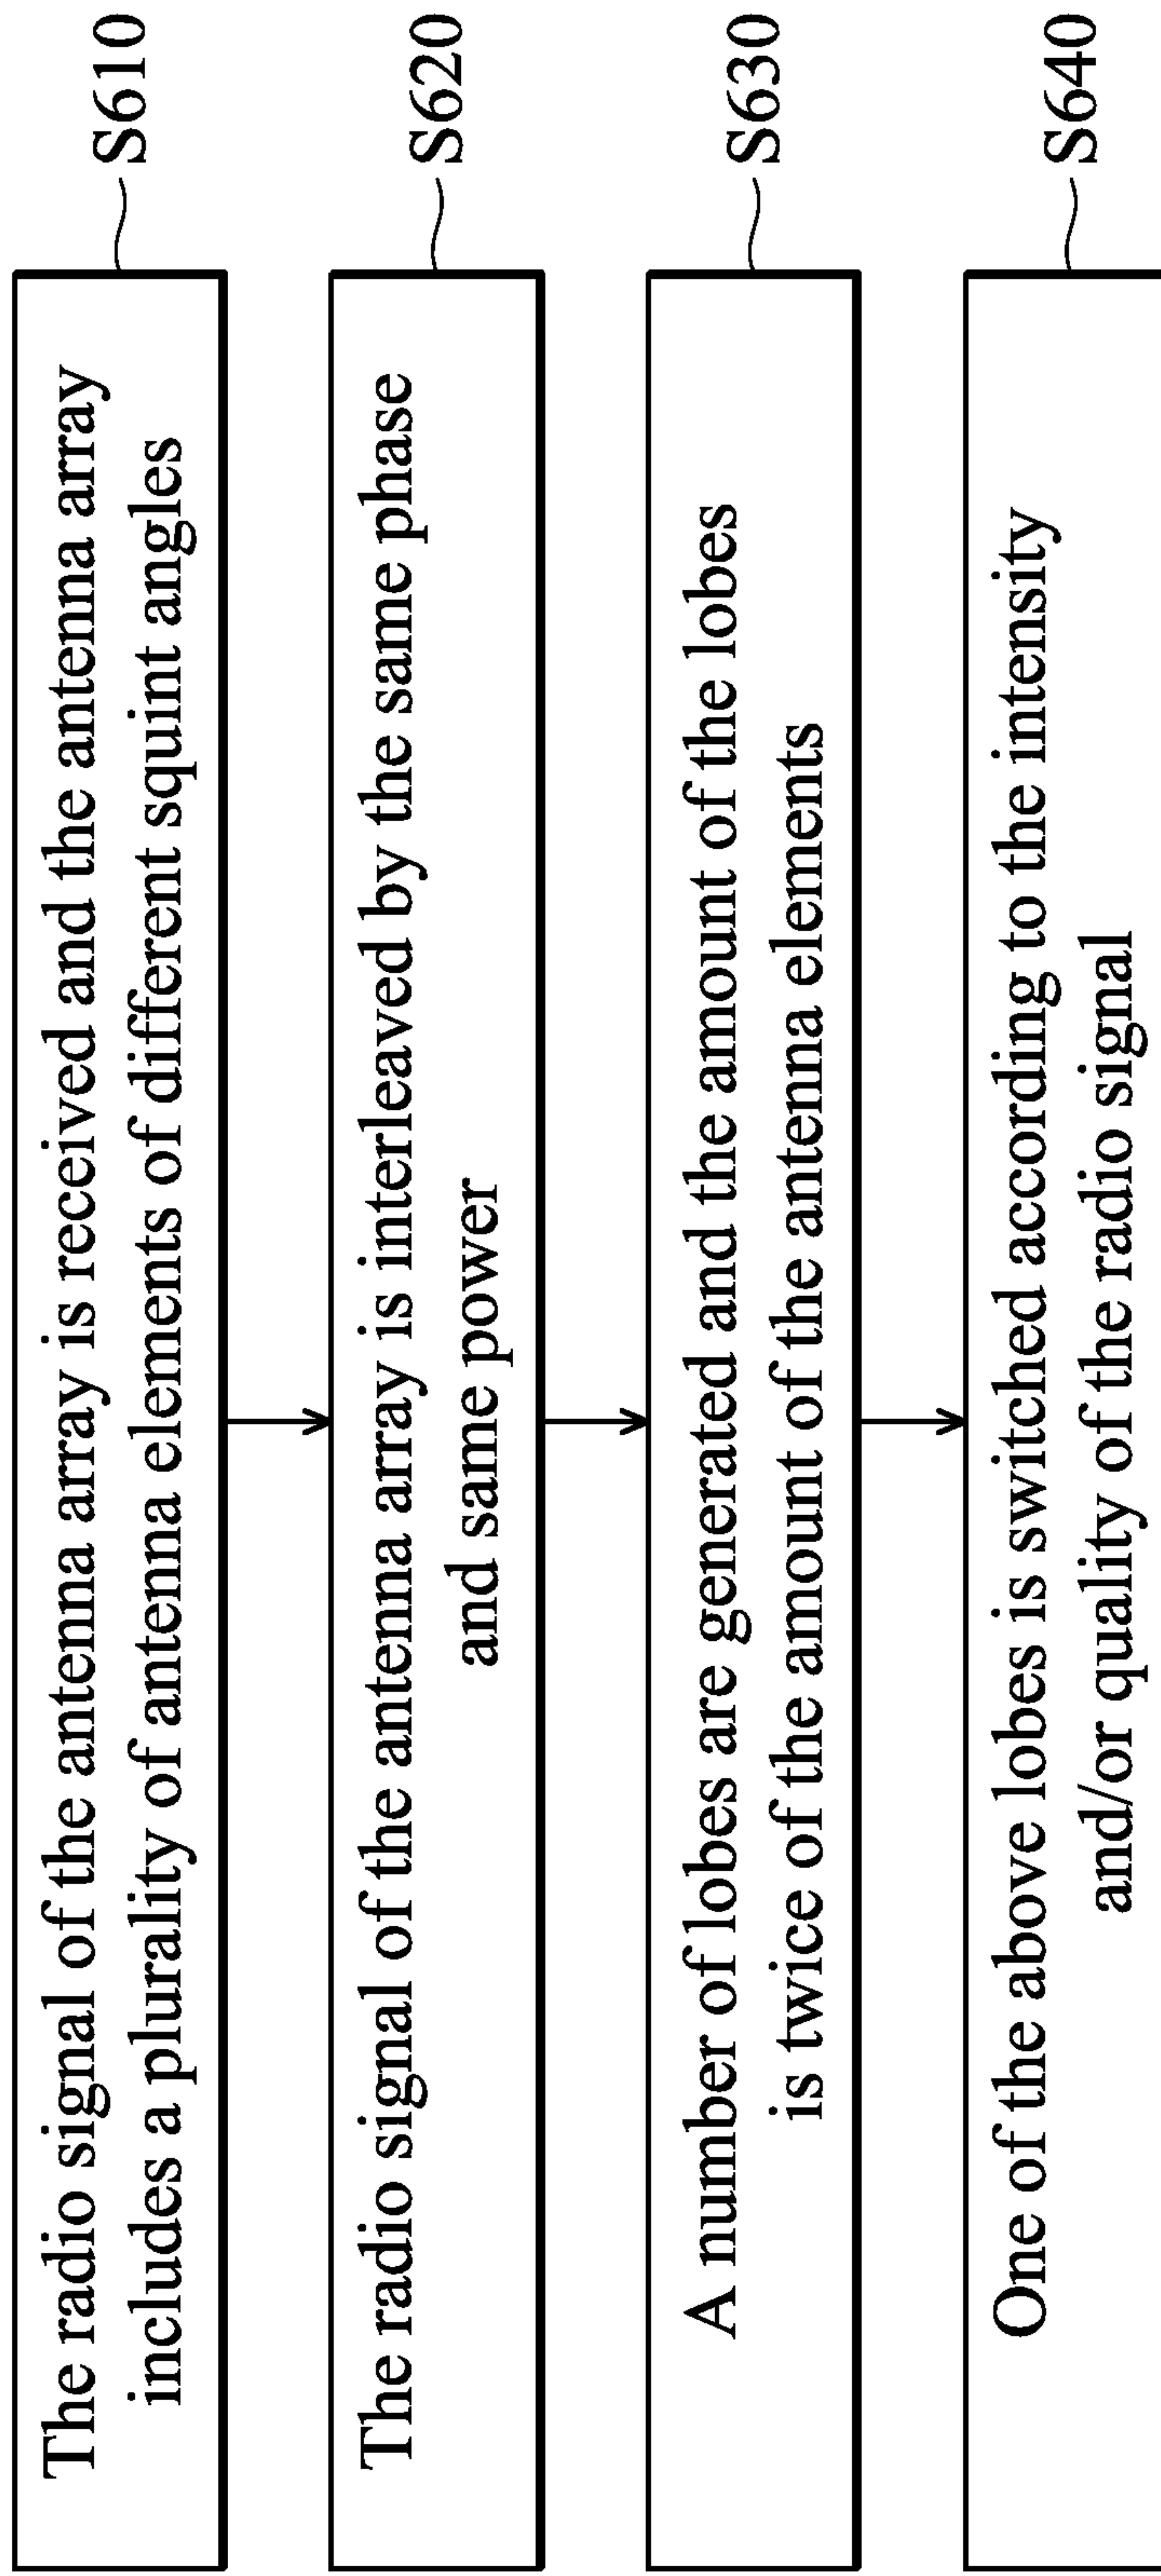 The radio signal of the antenna array is received and the antenna array
includes a plurality of antenna elements of different squint angles
S610
The radio signal of the antenna array is interleaved by the same phase
and same power
S620
A number of lobes are generated and the amount of the lobes
is twice of the amount of the antenna elements
S630
One of the above lobes is switched according to the intensity
and/or quality of the radio signal
S640